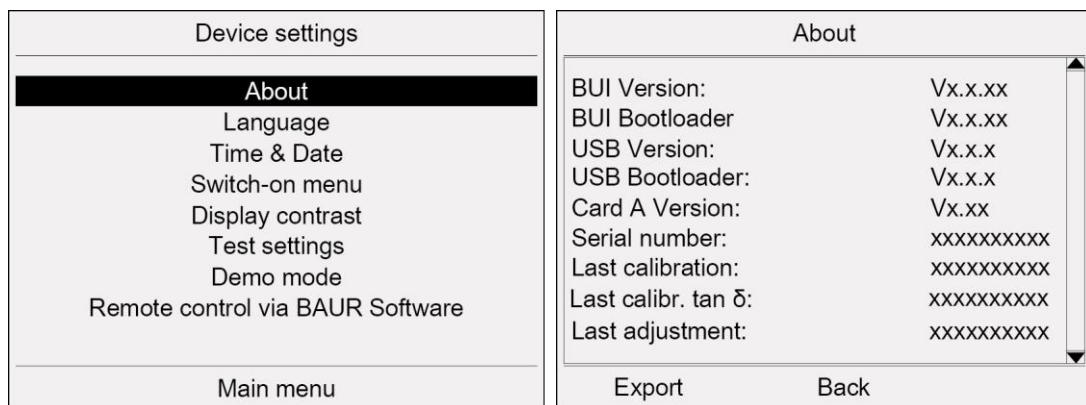 Device settings
About
Language
Time & Date
Switch-on menu
Display contrast
Test settings
Demo mode
Remote control via BAUR Software
Main menu
About
BUI Version: Vx.x.xx
BUI Bootloader Vx.x.xx
USB Version: Vx.x.x
USB Bootloader: Vx.x.x
Card A Version: Vx.xx
Serial number: xxxxxxxxxx
Last calibration: xxxxxxxxxx
Last calibr. tan δ: xxxxxxxxxx
Last adjustment: xxxxxxxxxx
Export Back